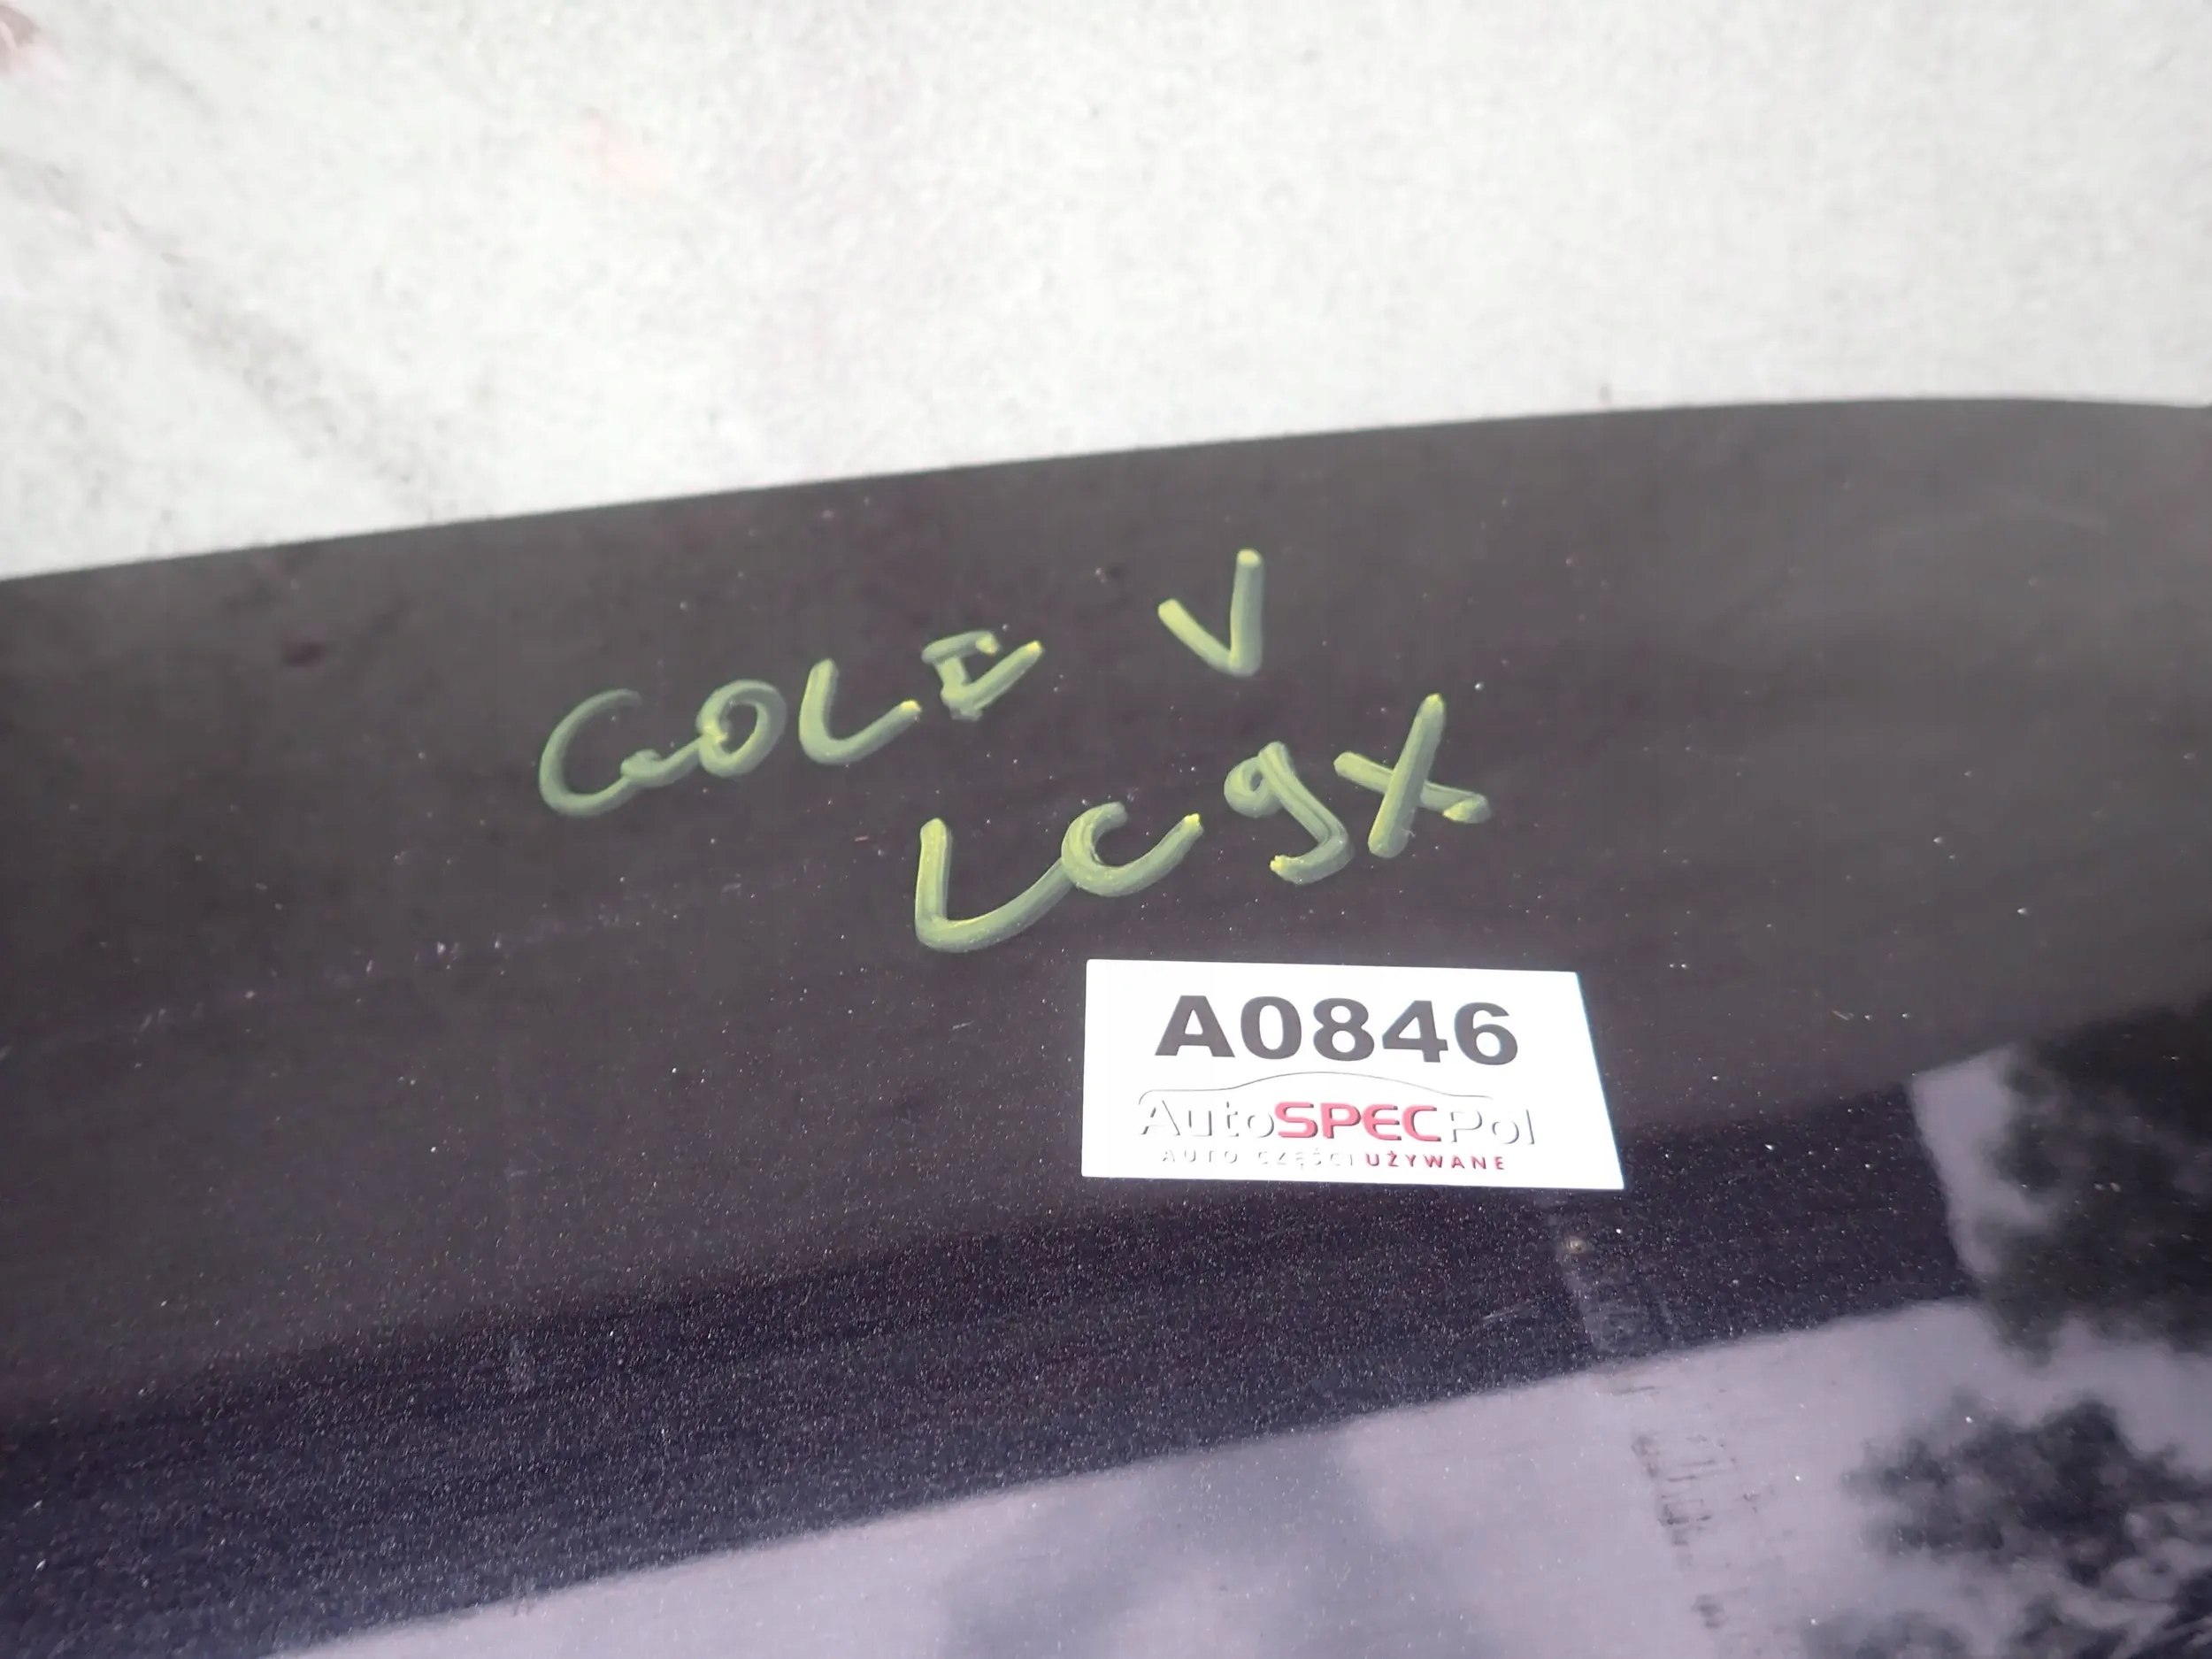 GOLF V
LC9X
A0846
AutoSPECPol
AUTO CZĘŚCI UŻYWANE